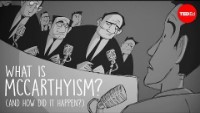 TED Ed
WHAT IS
MCCARTHYISM?
(AND HOW DID IT HAPPEN?)